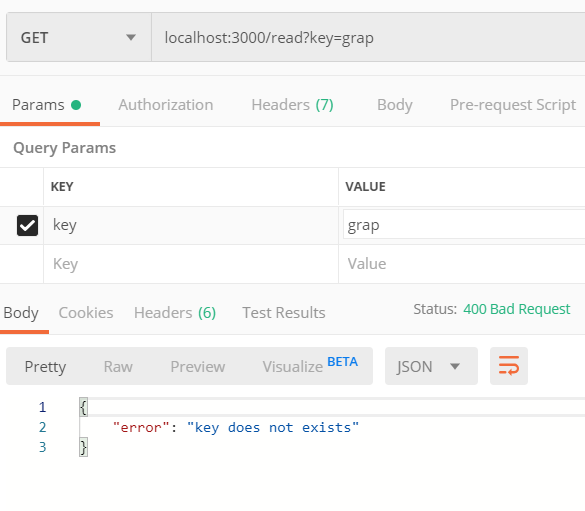 GET localhost:3000/read?key=grap
Params Authorization Headers (7) Body Pre-request Script
Query Params
KEY VALUE
key grap
Key Value
Body Cookies Headers (6) Test Results Status: 400 Bad Request
Pretty Raw Preview Visualize BETA JSON
1 {
2 "error": "key does not exists"
3 }